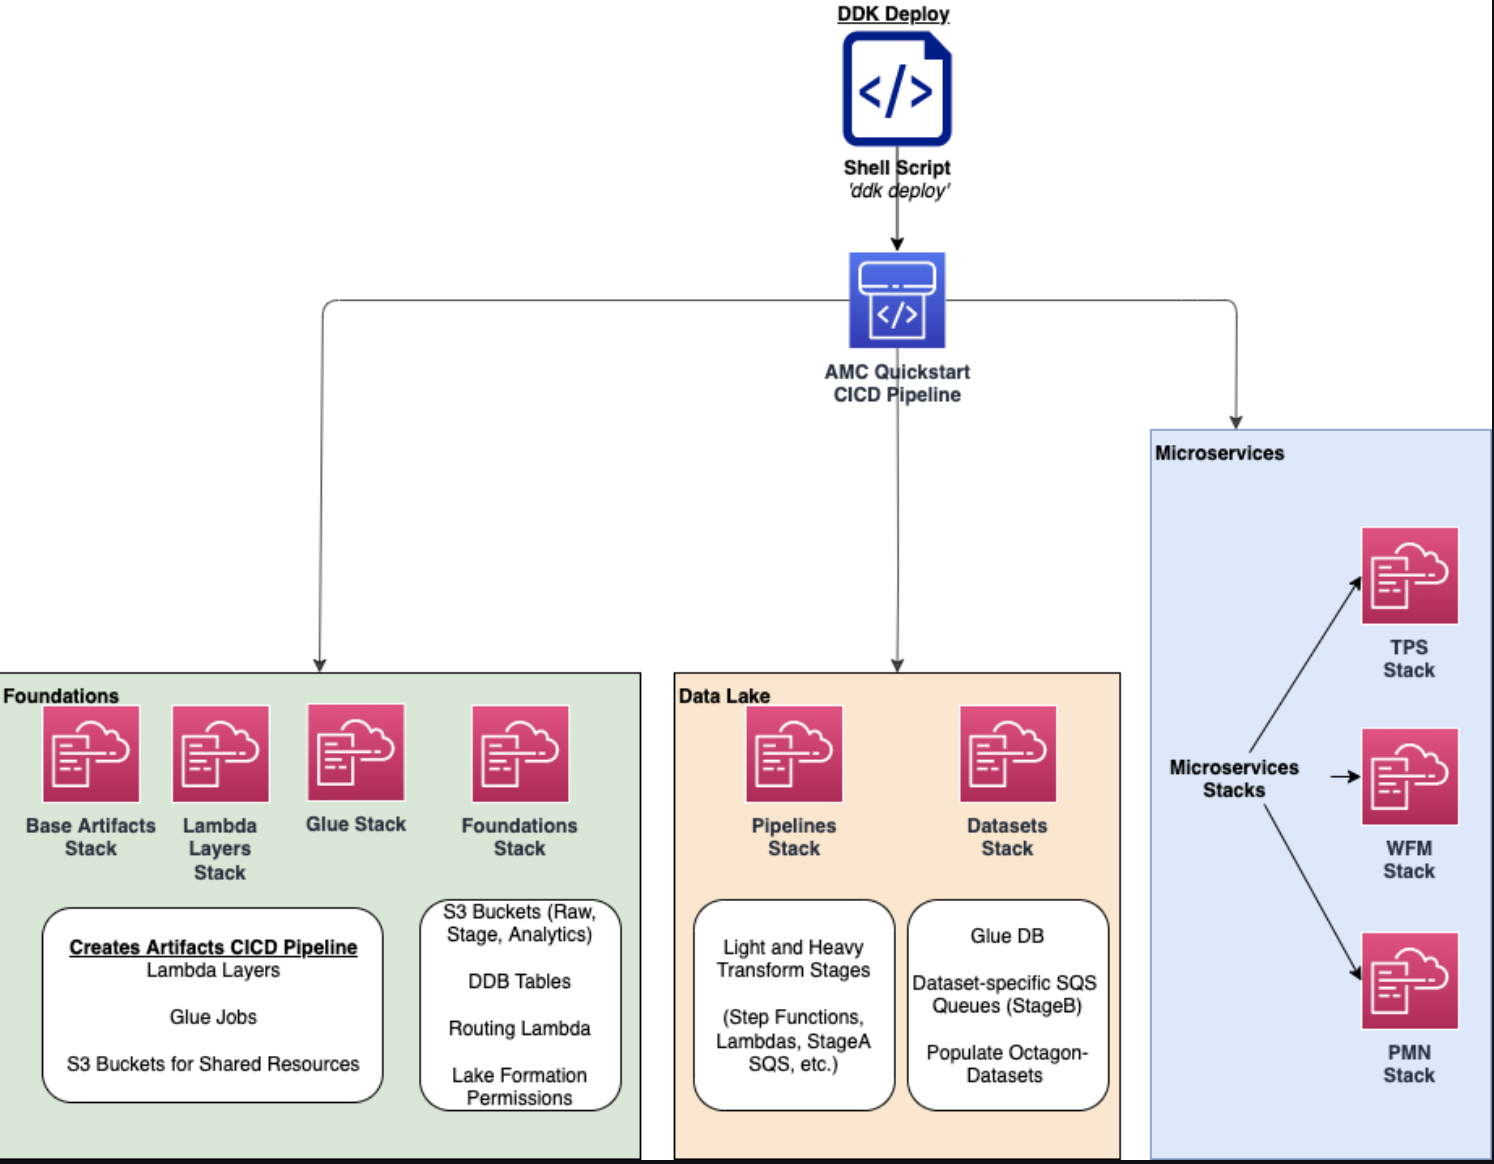 DDK Deploy
</>
Shell Script
'ddk deploy'
</>
AMC Quickstart
CICD Pipeline
Foundations
Base Artifacts
Stack
Lambda
Layers
Stack
Glue Stack
Foundations
Stack
Creates Artifacts CICD Pipeline
Lambda Layers
Glue Jobs
S3 Buckets for Shared Resources
S3 Buckets (Raw,
Stage, Analytics)
DDB Tables
Routing Lambda
Lake Formation
Permissions
Data Lake
Pipelines
Stack
Datasets
Stack
Light and Heavy
Transform Stages
(Step Functions,
Lambdas, StageA
SQS, etc.)
Glue DB
Dataset-specific SQS
Queues (StageB)
Populate Octagon-
Datasets
Microservices
Microservices
Stacks
TPS
Stack
WFM
Stack
PMN
Stack